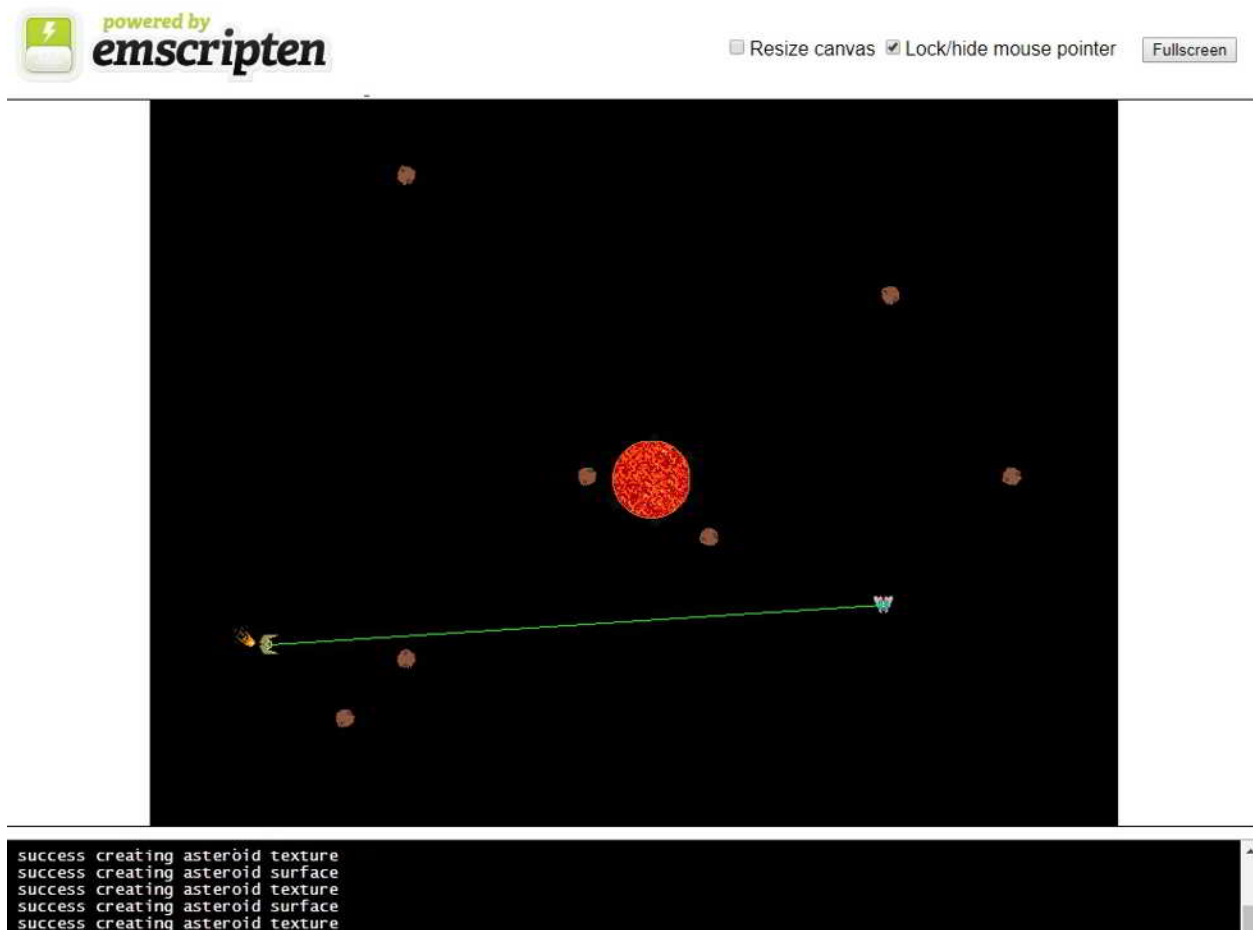 powered by
emscripten
Resize canvas Lock/hide mouse pointer Fullscreen
success creating asteroid texture
success creating asteroid surface
success creating asteroid texture
success creating asteroid surface
success creating asteroid texture